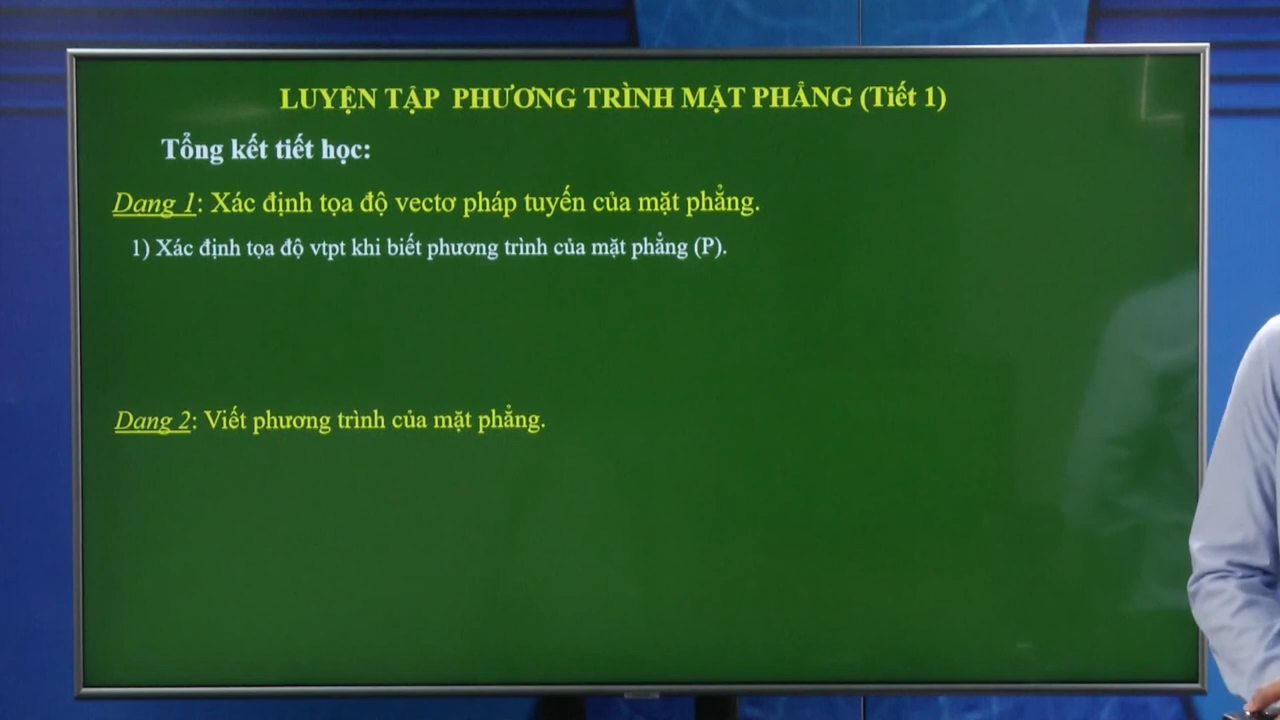 LUYỆN TẬP PHƯƠNG TRÌNH MẶT PHẲNG (Tiết 1)
Tổng kết tiết học:
Dạng 1: Xác định tọa độ vectơ pháp tuyến của mặt phẳng.
1) Xác định tọa độ vtpt khi biết phương trình của mặt phẳng (P).
Dạng 2: Viết phương trình của mặt phẳng.